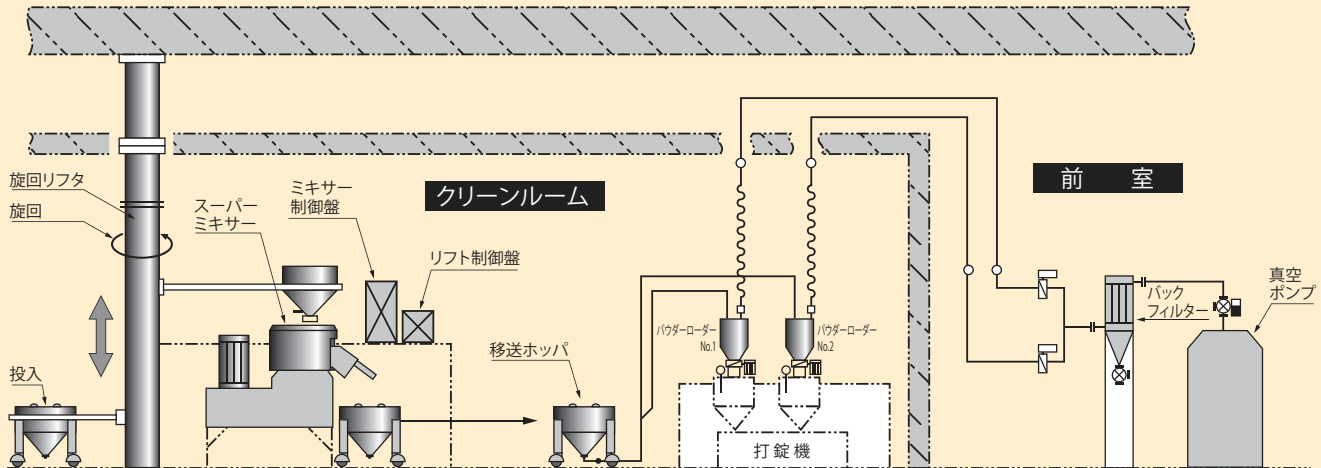 旋回リフタ
旋回
投入
スーパー
ミキサー
ミキサー
制御盤
クリーンルーム
リフト制御盤
移送ホッパ
パウダーローダー
No.1
パウダーローダー
No.2
打錠機
前 室
バック
フィルター
真空
ポンプ